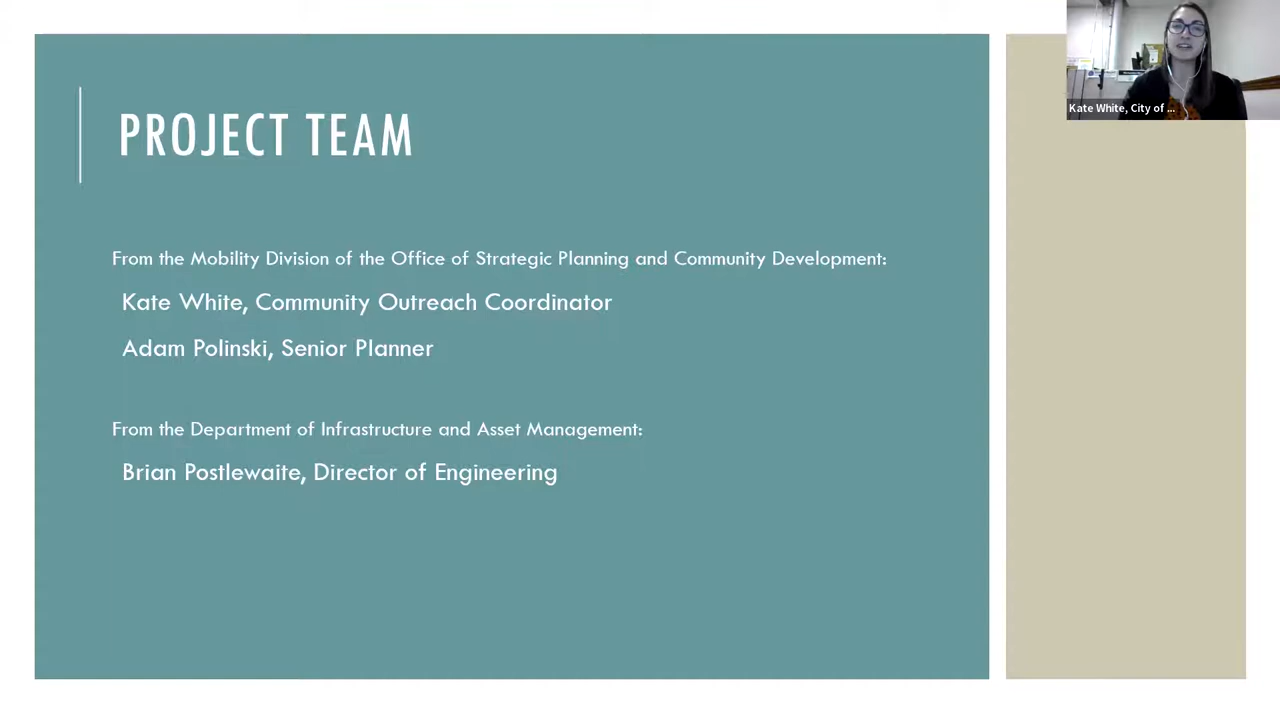 PROJECT TEAM
Kate White, City of ...
From the Mobility Division of the Office of Strategic Planning and Community Development:
Kate White, Community Outreach Coordinator
Adam Polinski, Senior Planner
From the Department of Infrastructure and Asset Management:
Brian Postlewaite, Director of Engineering